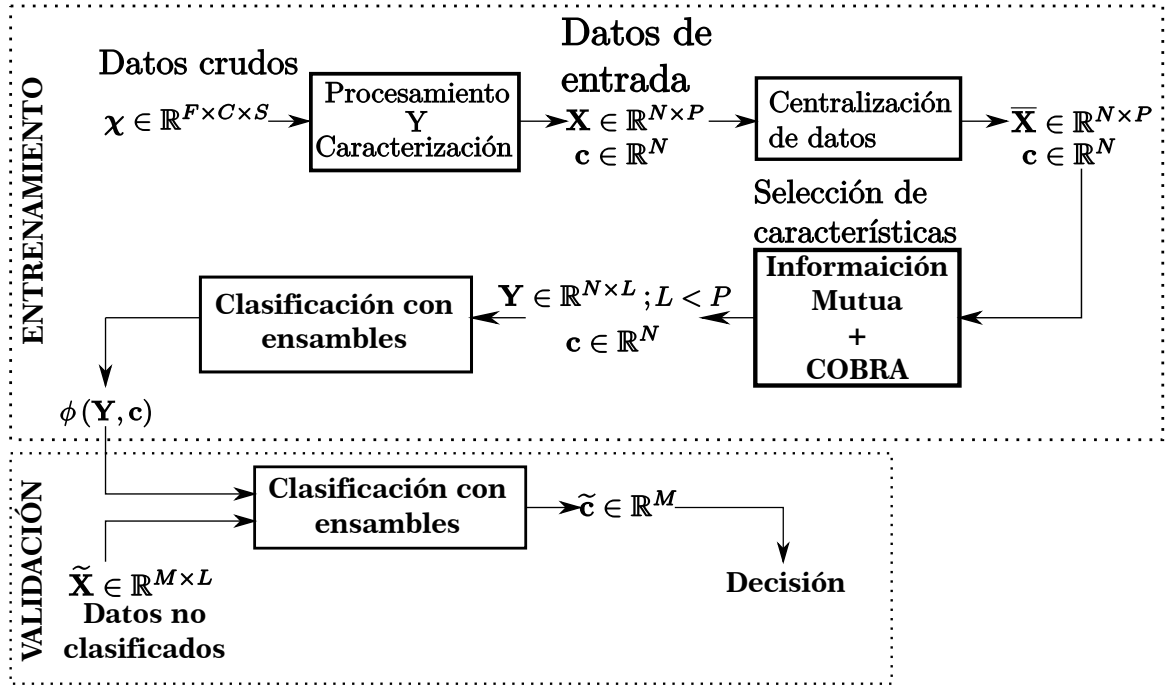 ENTRENAMIENTO
Datos crudos
χ ∈ ℝ^{F×C×S}
Procesamiento
Y
Caracterización
Datos de
entrada
X ∈ ℝ^{N×P}
c ∈ ℝ^N
Centralización
de datos
X̅ ∈ ℝ^{N×P}
c ∈ ℝ^N
Selección de
características
Informaición
Mutua
+
COBRA
Y ∈ ℝ^{N×L} ; L < P
c ∈ ℝ^N
Clasificación con
ensambles
ϕ (Y, c)
VALIDACIÓN
Clasificación con
ensambles
c̃ ∈ ℝ^M
Decisión
X̃ ∈ ℝ^{M×L}
Datos no
clasificados